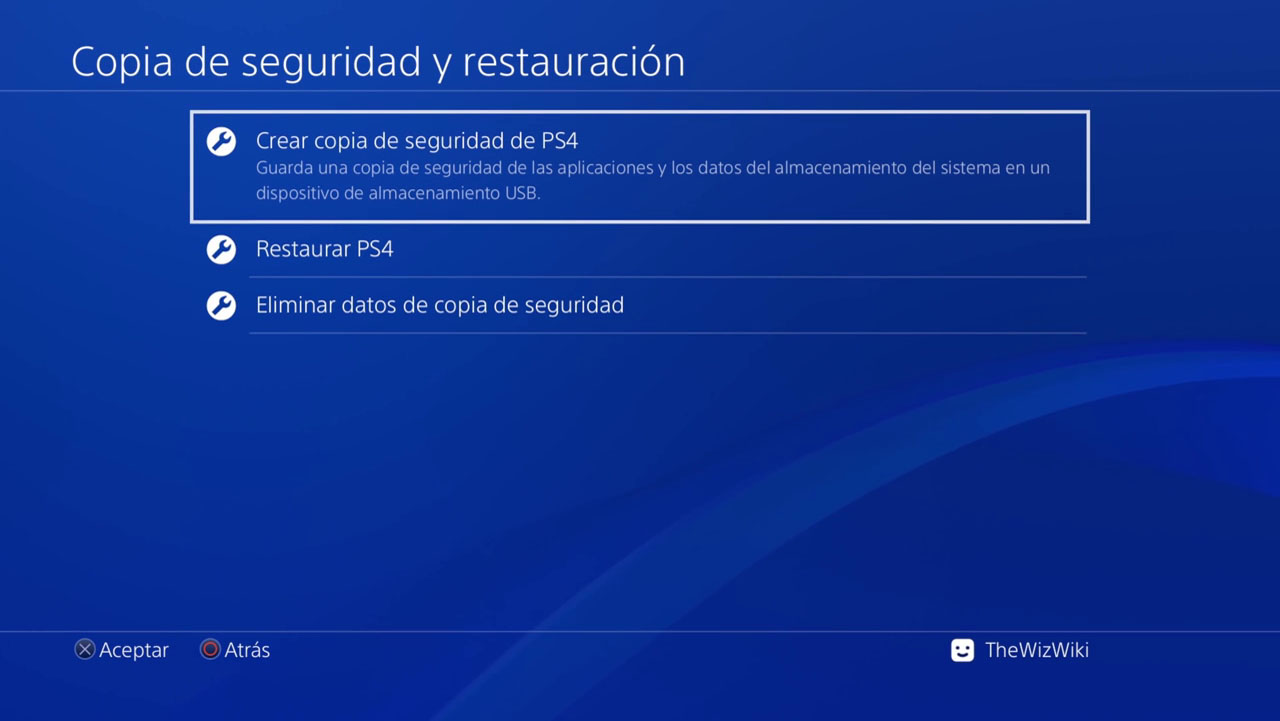 Copia de seguridad y restauración
Crear copia de seguridad de PS4
Guarda una copia de seguridad de las aplicaciones y los datos del almacenamiento del sistema en un
dispositivo de almacenamiento USB.
Restaurar PS4
Eliminar datos de copia de seguridad
Aceptar Atrás TheWizWiki